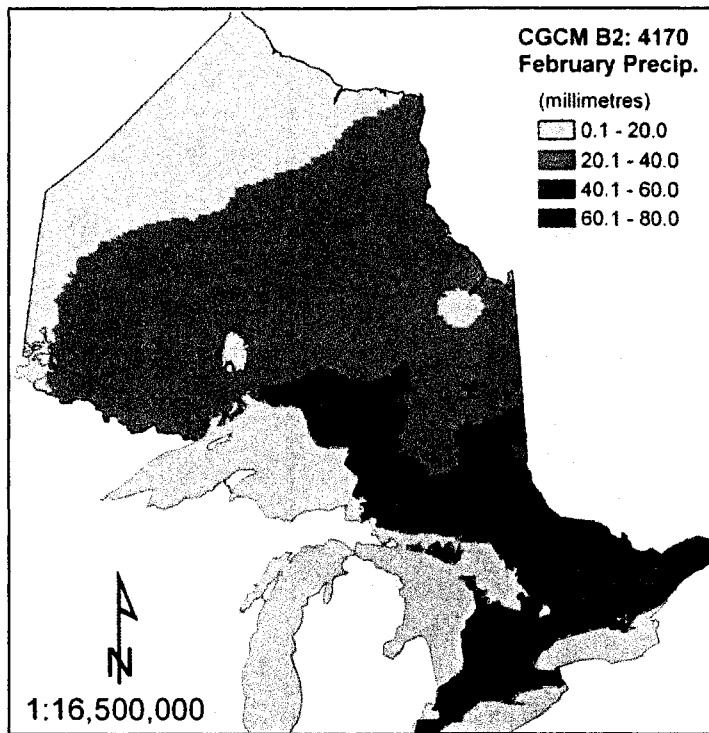 CGCM B2: 4170
February Precip.
(millimetres)
0.1 - 20.0
20.1 - 40.0
40.1 - 60.0
60.1 - 80.0
N
1:16,500,000